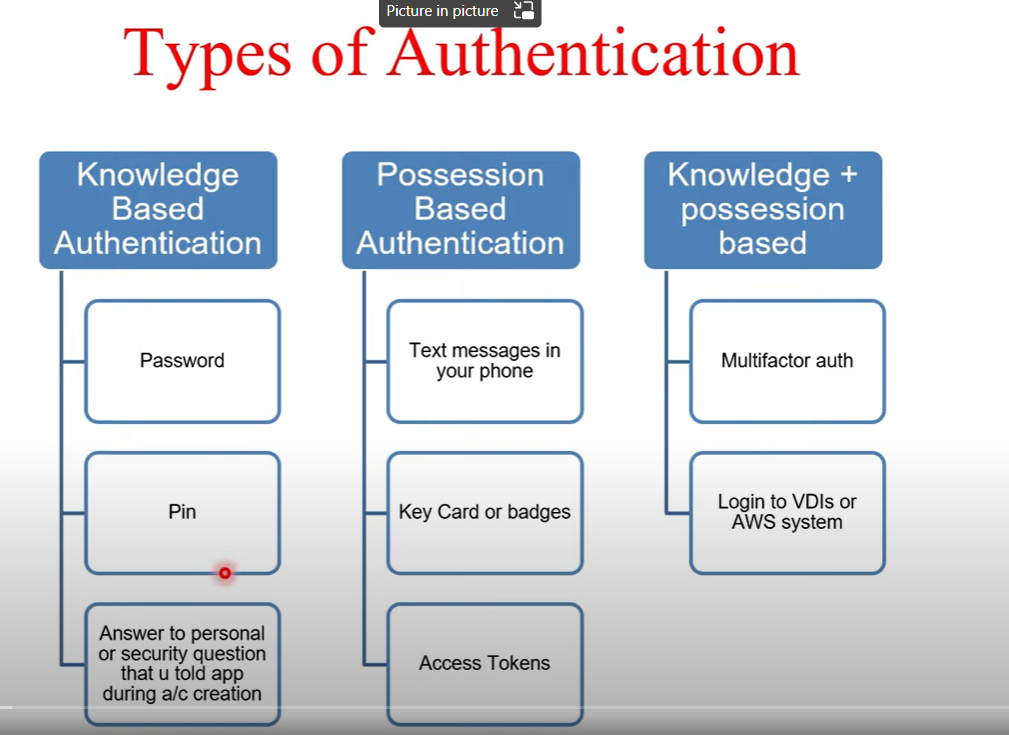 Picture in picture
Types of Authentication
Knowledge
Based
Authentication
Password
Pin
Answer to personal
or security question
that u told app
during a/c creation
Possession
Based
Authentication
Text messages in
your phone
Key Card or badges
Access Tokens
Knowledge +
possession
based
Multifactor auth
Login to VDIs or
AWS system